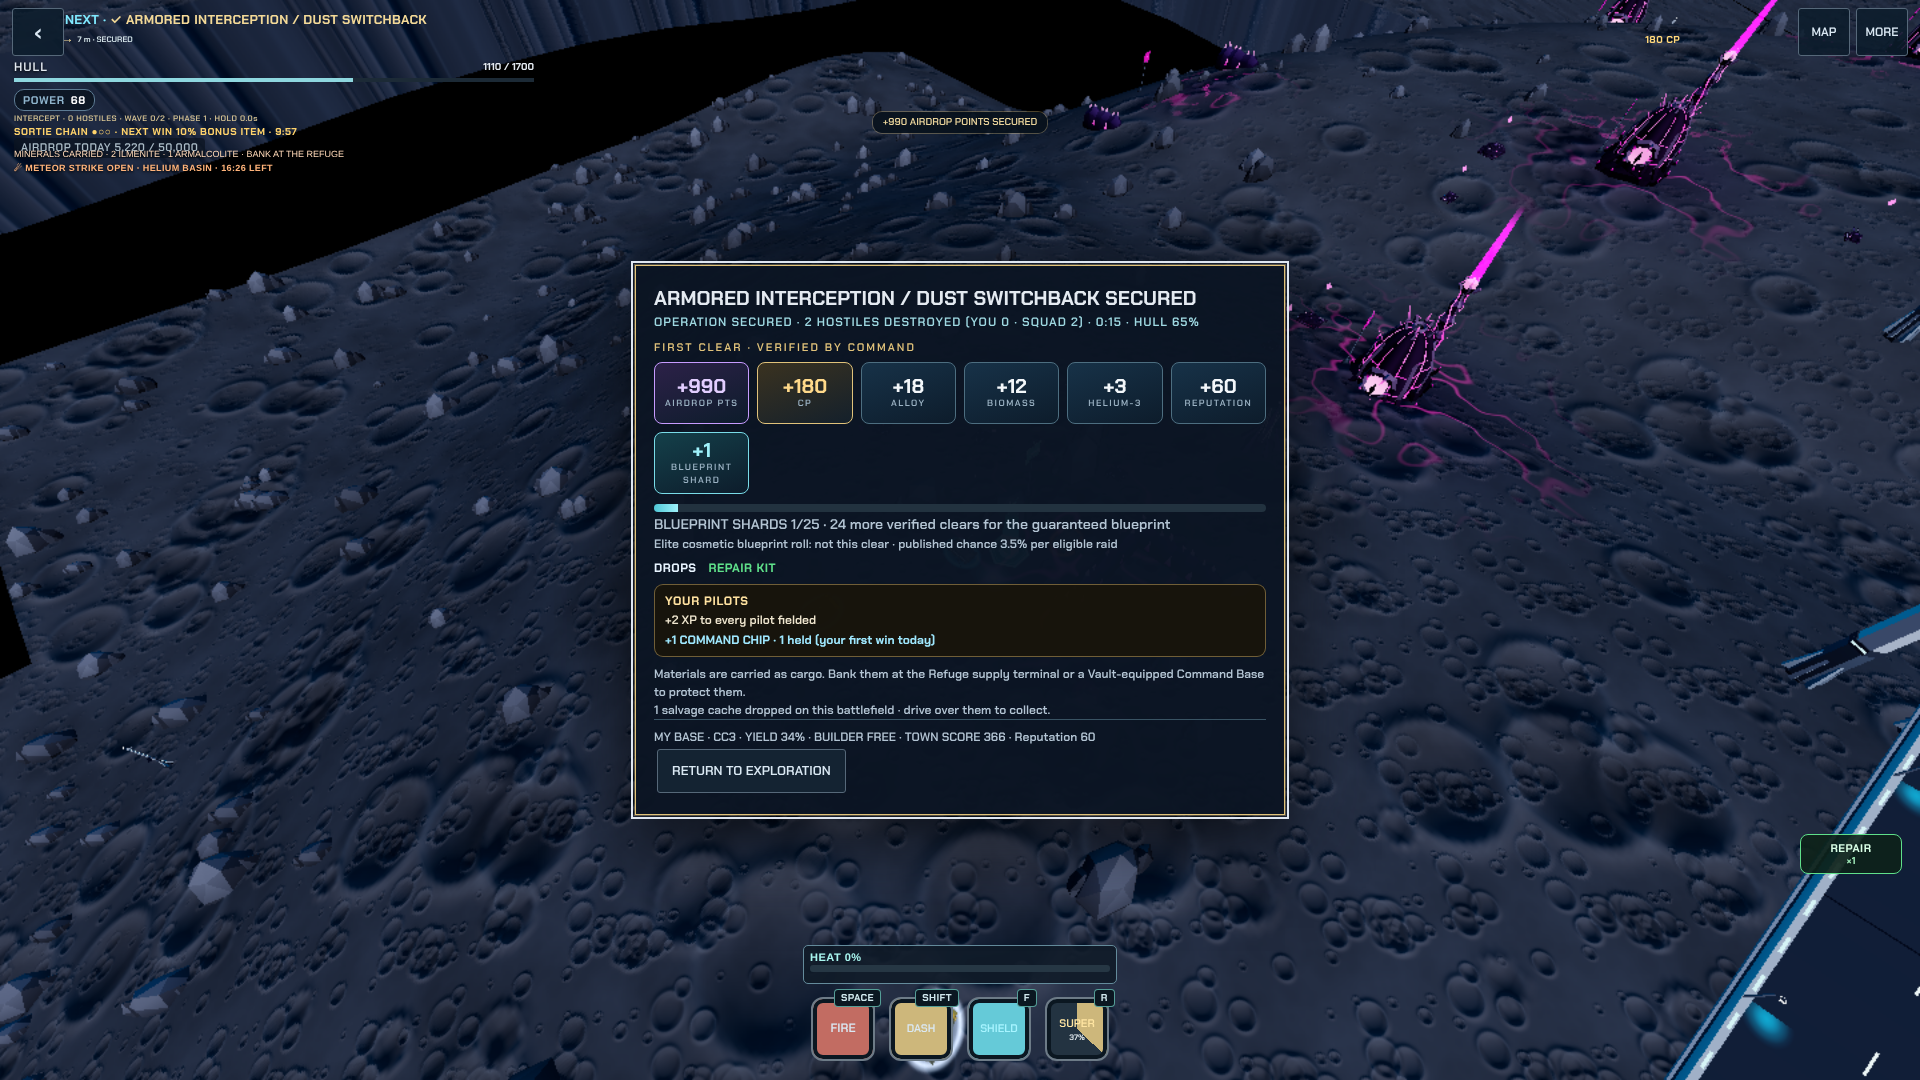 ‹
NEXT · ✓ ARMORED INTERCEPTION / DUST SWITCHBACK
→ 7 m · SECURED
HULL
1110 / 1700
POWER 68
INTERCEPT · 0 HOSTILES · WAVE 0/2 · PHASE 1 · HOLD 0.0s
SORTIE CHAIN ●○○ · NEXT WIN 10% BONUS ITEM · 9:57
AIRDROP TODAY 5,220 / 50,000
MINERALS CARRIED · 2 ILMENITE · 1 ARMALCOLITE · BANK AT THE REFUGE
☄ METEOR STRIKE OPEN · HELIUM BASIN · 16:26 LEFT
+990 AIRDROP POINTS SECURED
180 CP
MAP
MORE
ARMORED INTERCEPTION / DUST SWITCHBACK SECURED
OPERATION SECURED · 2 HOSTILES DESTROYED (YOU 0 · SQUAD 2) · 0:15 · HULL 65%
FIRST CLEAR · VERIFIED BY COMMAND
+990
AIRDROP PTS
+180
CP
+18
ALLOY
+12
BIOMASS
+3
HELIUM-3
+60
REPUTATION
+1
BLUEPRINT
SHARD
BLUEPRINT SHARDS 1/25 · 24 more verified clears for the guaranteed blueprint
Elite cosmetic blueprint roll: not this clear · published chance 3.5% per eligible raid
DROPS REPAIR KIT
YOUR PILOTS
+2 XP to every pilot fielded
+1 COMMAND CHIP · 1 held (your first win today)
Materials are carried as cargo. Bank them at the Refuge supply terminal or a Vault-equipped Command Base
to protect them.
1 salvage cache dropped on this battlefield · drive over them to collect.
MY BASE · CC3 · YIELD 34% · BUILDER FREE · TOWN SCORE 366 · Reputation 60
RETURN TO EXPLORATION
REPAIR
×1
HEAT 0%
SPACE
FIRE
SHIFT
DASH
F
SHIELD
R
SUPER
37%